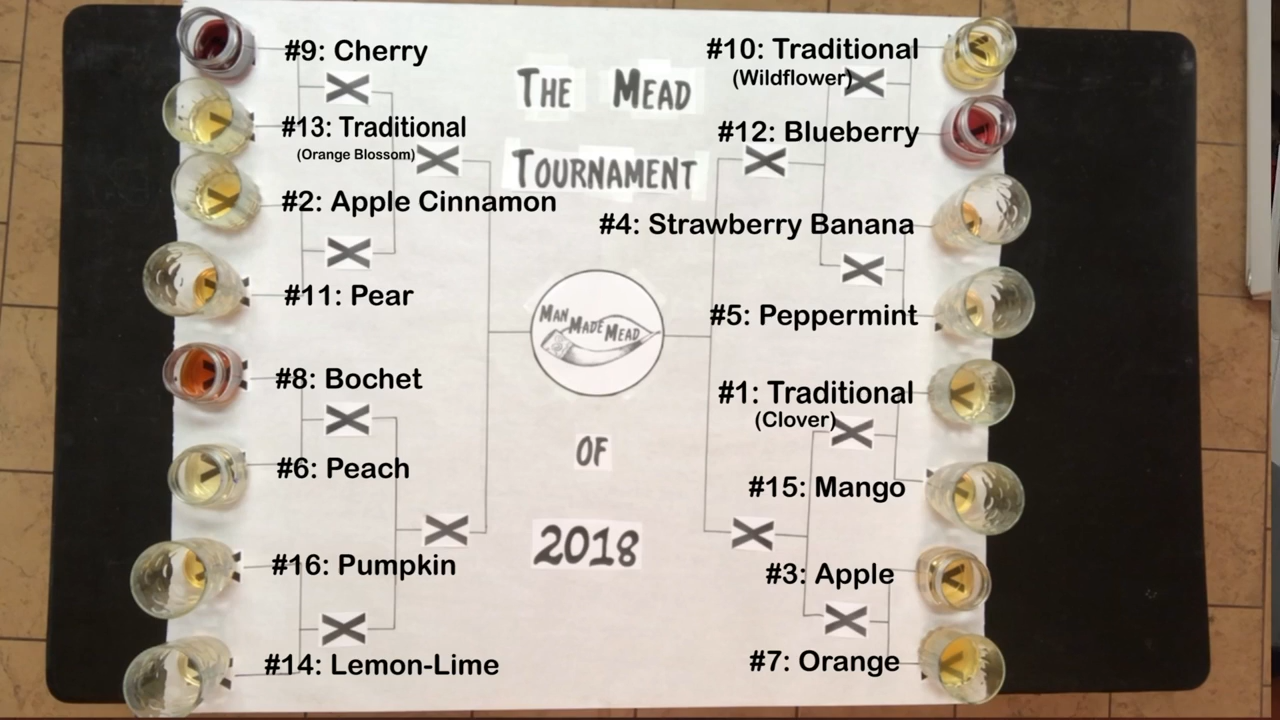 THE MEAD
TOURNAMENT
OF
2018
MAN
MADE
MEAD
#9: Cherry
X
#13: Traditional
(Orange Blossom)
X
#2: Apple Cinnamon
X
#11: Pear
#8: Bochet
X
#6: Peach
X
#16: Pumpkin
X
#14: Lemon-Lime
#10: Traditional
(Wildflower)
X
#12: Blueberry
X
#4: Strawberry Banana
X
#5: Peppermint
#1: Traditional
(Clover)
X
#15: Mango
X
#3: Apple
X
#7: Orange